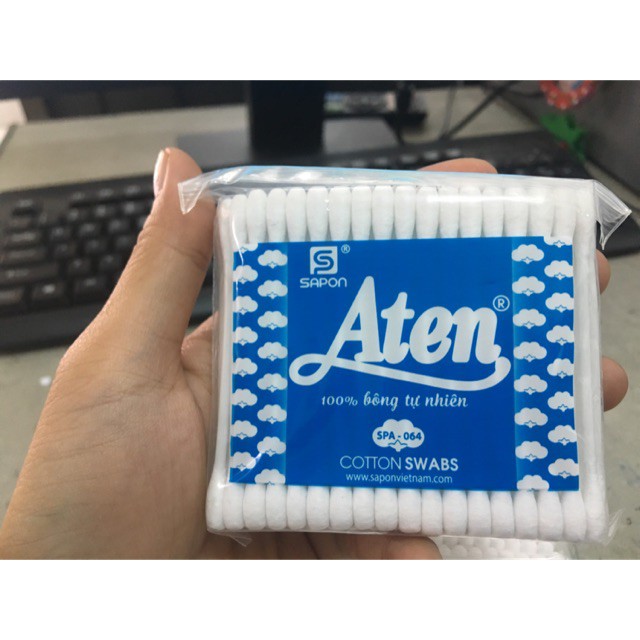 S ®
SAPON
Aten ®
100% bông tự nhiên
SPA - 064
COTTON SWABS
www.saponvietnam.com